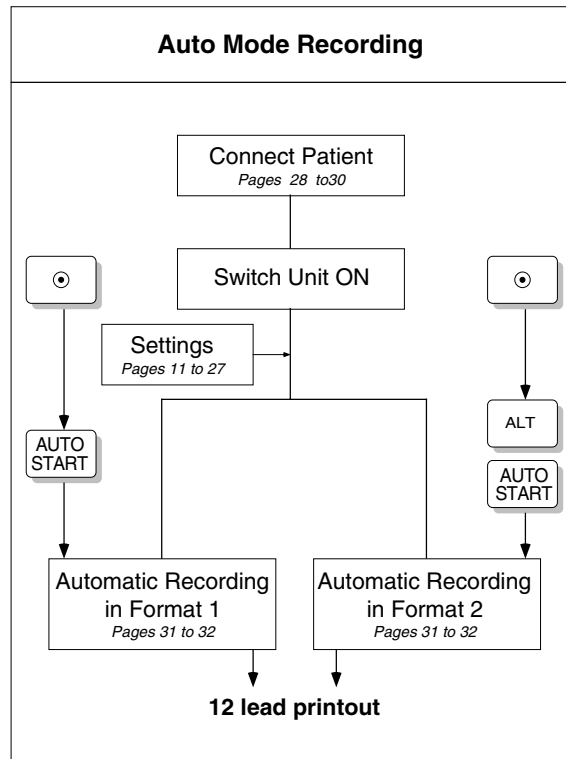 Auto Mode Recording
Connect Patient
Pages 28 to30
Switch Unit ON
Settings
Pages 11 to 27
AUTO
START
ALT
AUTO
START
Automatic Recording
in Format 1
Pages 31 to 32
Automatic Recording
in Format 2
Pages 31 to 32
12 lead printout